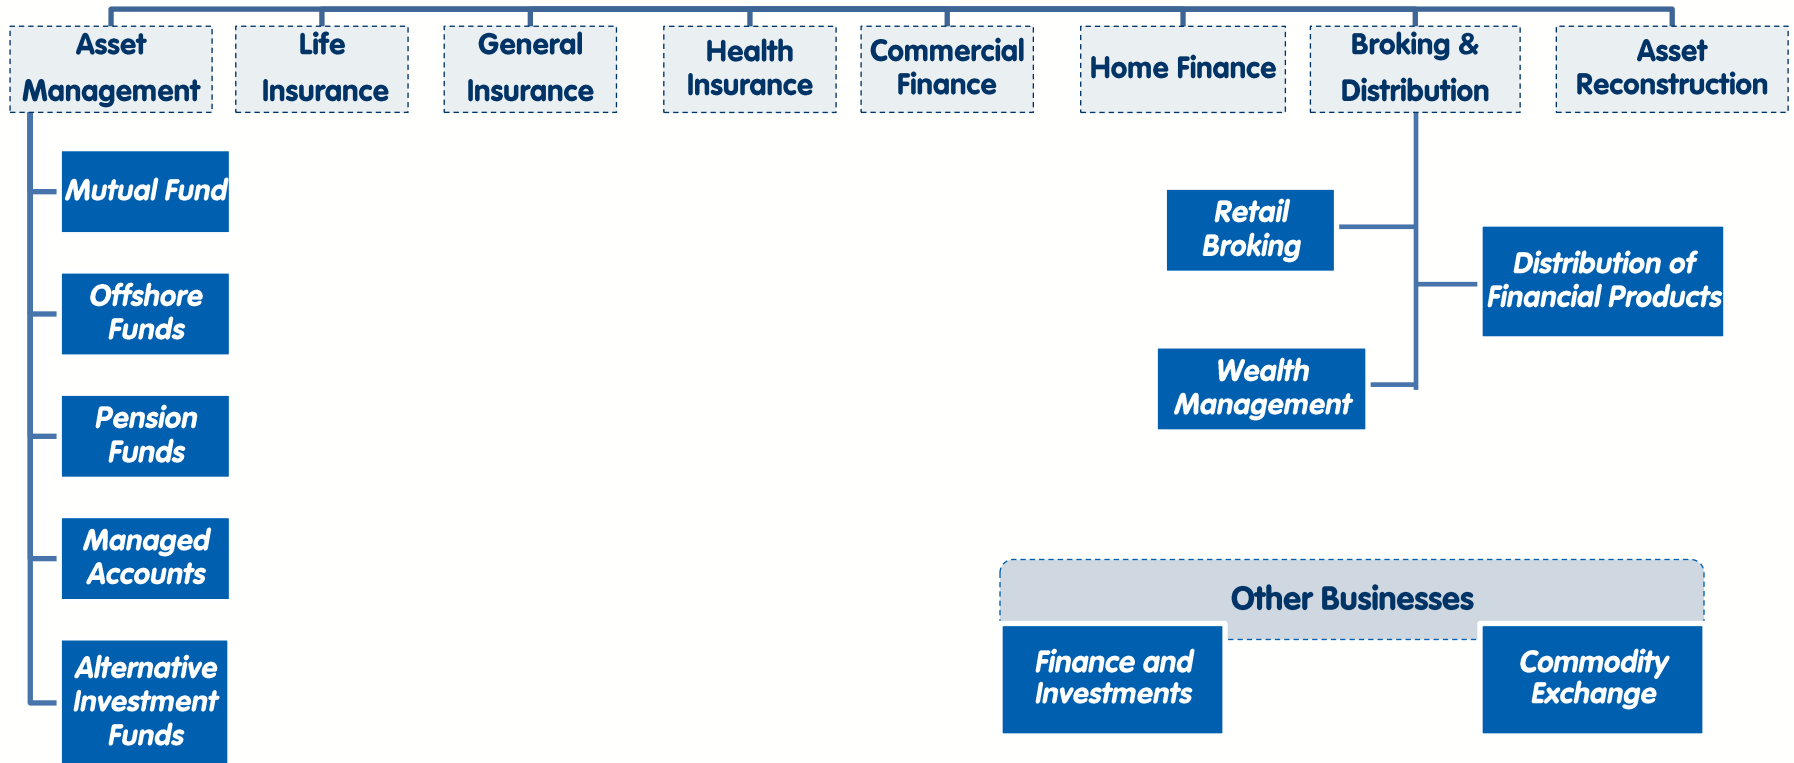 Asset
Management
Life
Insurance
General
Insurance
Health
Insurance
Commercial
Finance
Home Finance
Broking &
Distribution
Asset
Reconstruction
Mutual Fund
Offshore
Funds
Pension
Funds
Managed
Accounts
Alternative
Investment
Funds
Retail
Broking
Distribution of
Financial Products
Wealth
Management
Other Businesses
Finance and
Investments
Commodity
Exchange